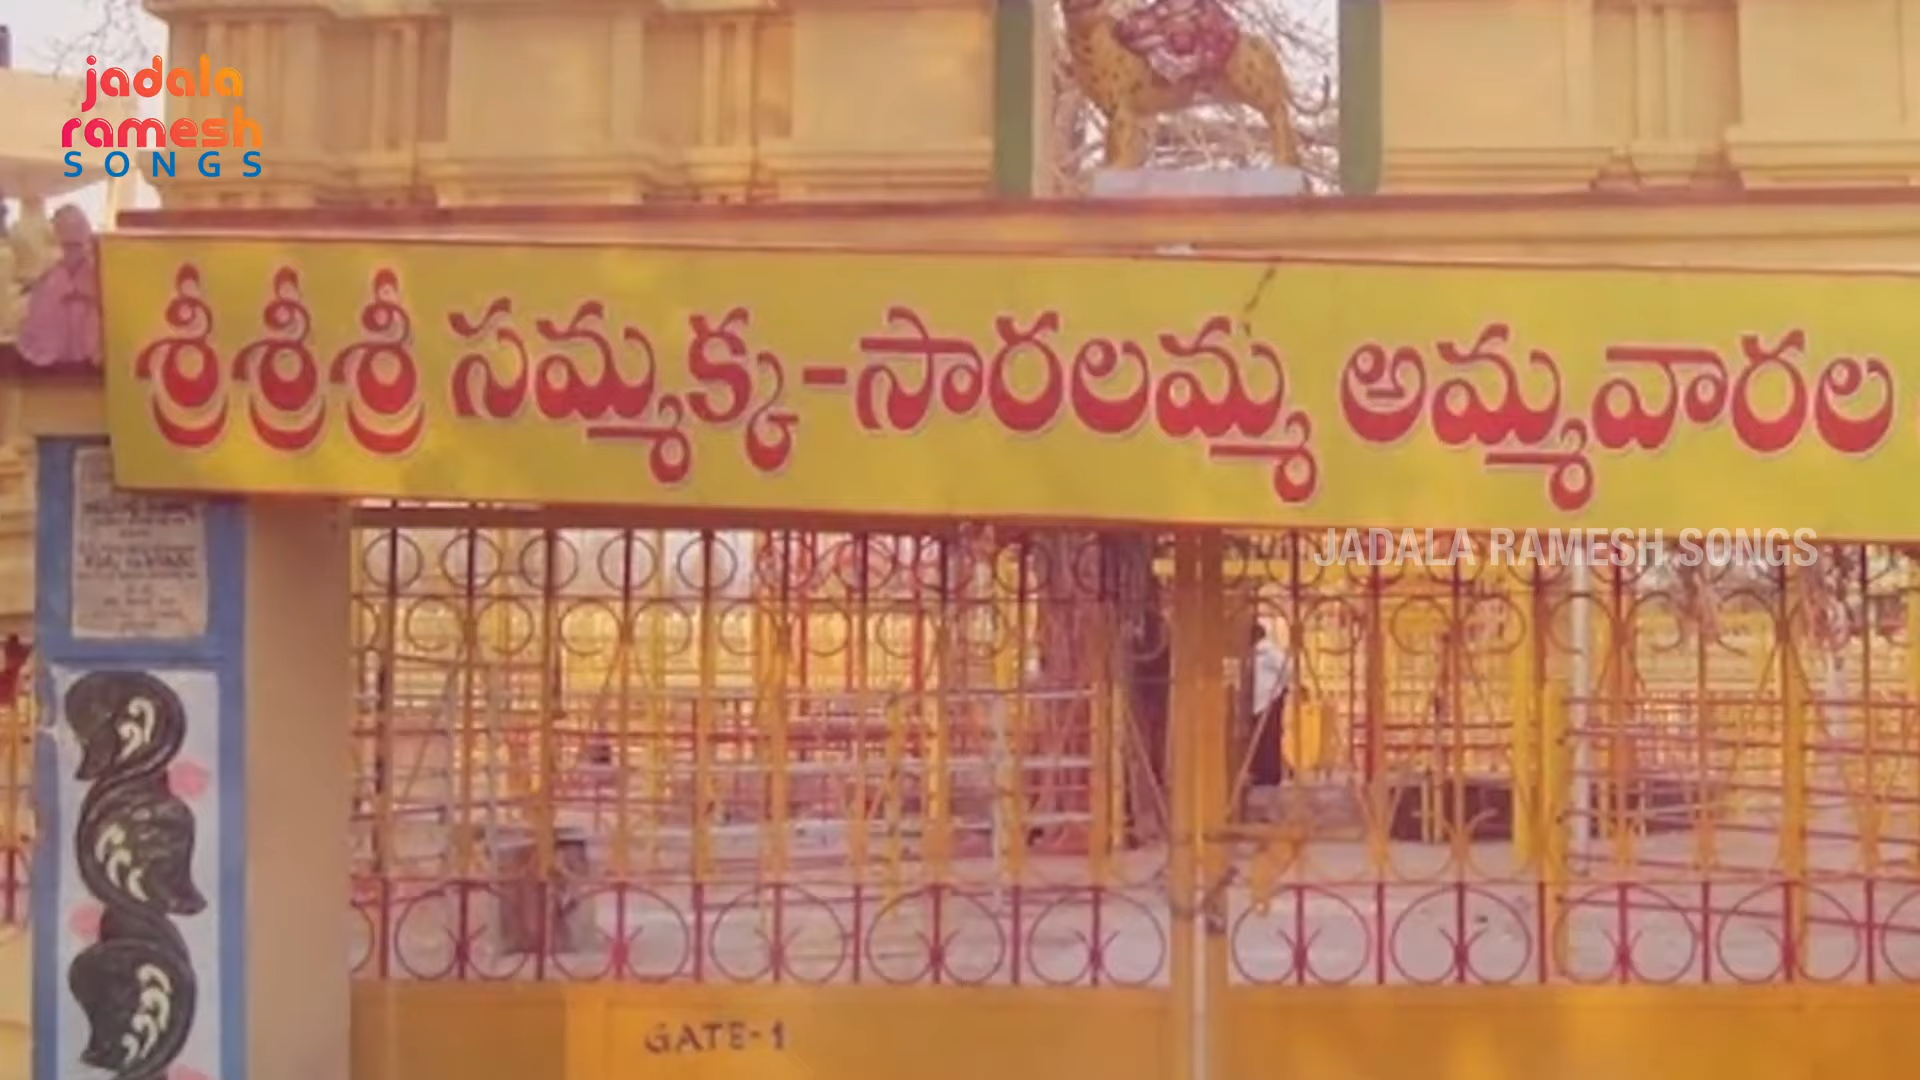 jadala
ramesh
SONGS
శ్రీశ్రీశ్రీ సమ్మక్క-సారలమ్మ అమ్మవారల
JADALA RAMESH SONGS
GATE-1